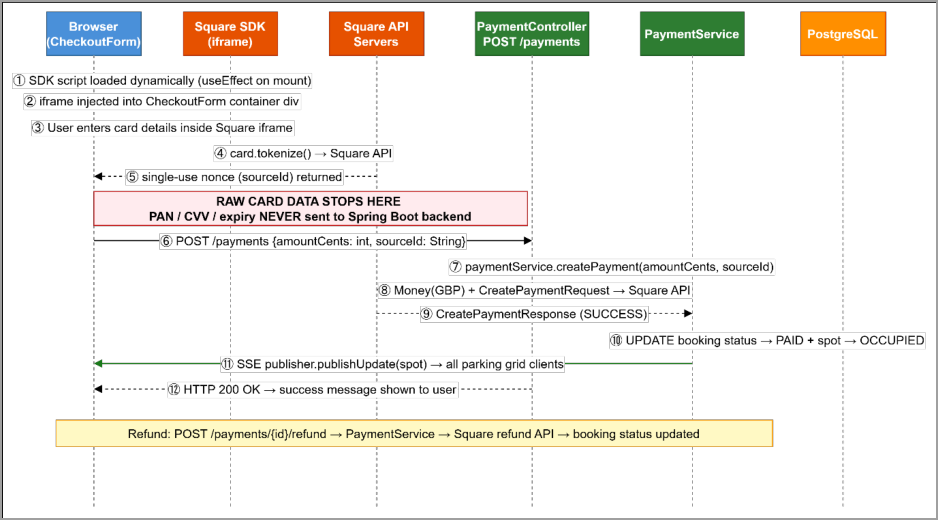 Browser
(CheckoutForm)
Square SDK
(iframe)
Square API
Servers
PaymentController
POST /payments
PaymentService
PostgreSQL
① SDK script loaded dynamically (useEffect on mount)
② iframe injected into CheckoutForm container div
③ User enters card details inside Square iframe
④ card.tokenize() → Square API
⑤ single-use nonce (sourceId) returned
RAW CARD DATA STOPS HERE
PAN / CVV / expiry NEVER sent to Spring Boot backend
⑥ POST /payments {amountCents: int, sourceId: String}
⑦ paymentService.createPayment(amountCents, sourceId)
⑧ Money(GBP) + CreatePaymentRequest → Square API
⑨ CreatePaymentResponse (SUCCESS)
⑩ UPDATE booking status → PAID + spot → OCCUPIED
⑪ SSE publisher.publishUpdate(spot) → all parking grid clients
⑫ HTTP 200 OK → success message shown to user
Refund: POST /payments/{id}/refund → PaymentService → Square refund API → booking status updated